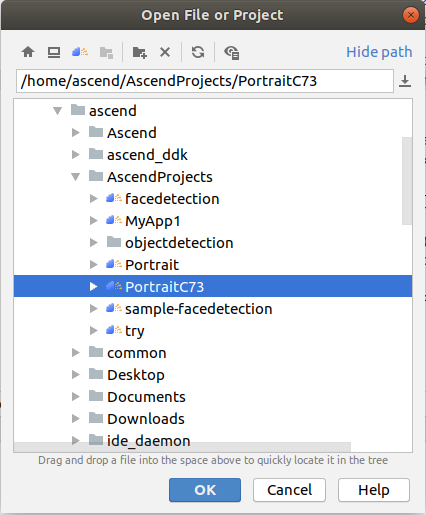 Open File or Project
Hide path
/home/ascend/AscendProjects/PortraitC73
ascend
Ascend
ascend_ddk
AscendProjects
facedetection
MyApp1
objectdetection
Portrait
PortraitC73
sample-facedetection
try
common
Desktop
Documents
Downloads
ide_daemon
Drag and drop a file into the space above to quickly locate it in the tree
OK
Cancel
Help